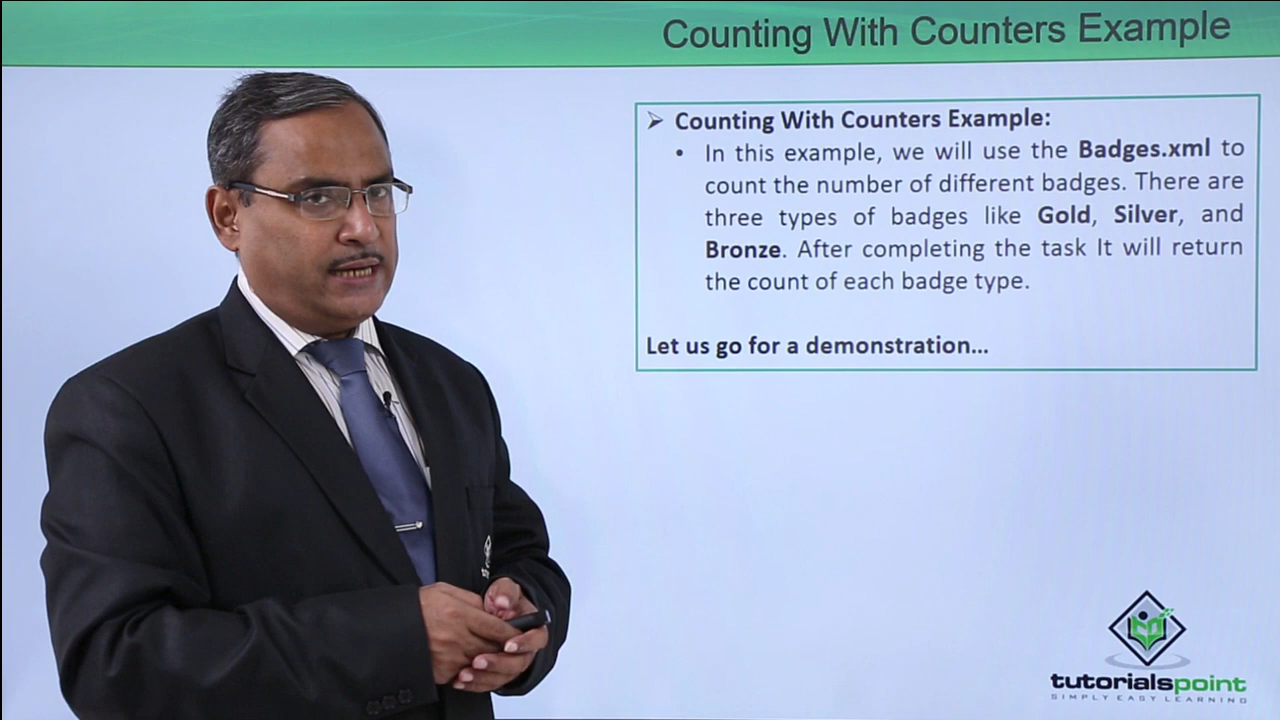 Counting With Counters Example
➢ Counting With Counters Example:
• In this example, we will use the Badges.xml to
count the number of different badges. There are
three types of badges like Gold, Silver, and
Bronze. After completing the task It will return
the count of each badge type.
Let us go for a demonstration...
tutorialspoint
SIMPLY EASY LEARNING